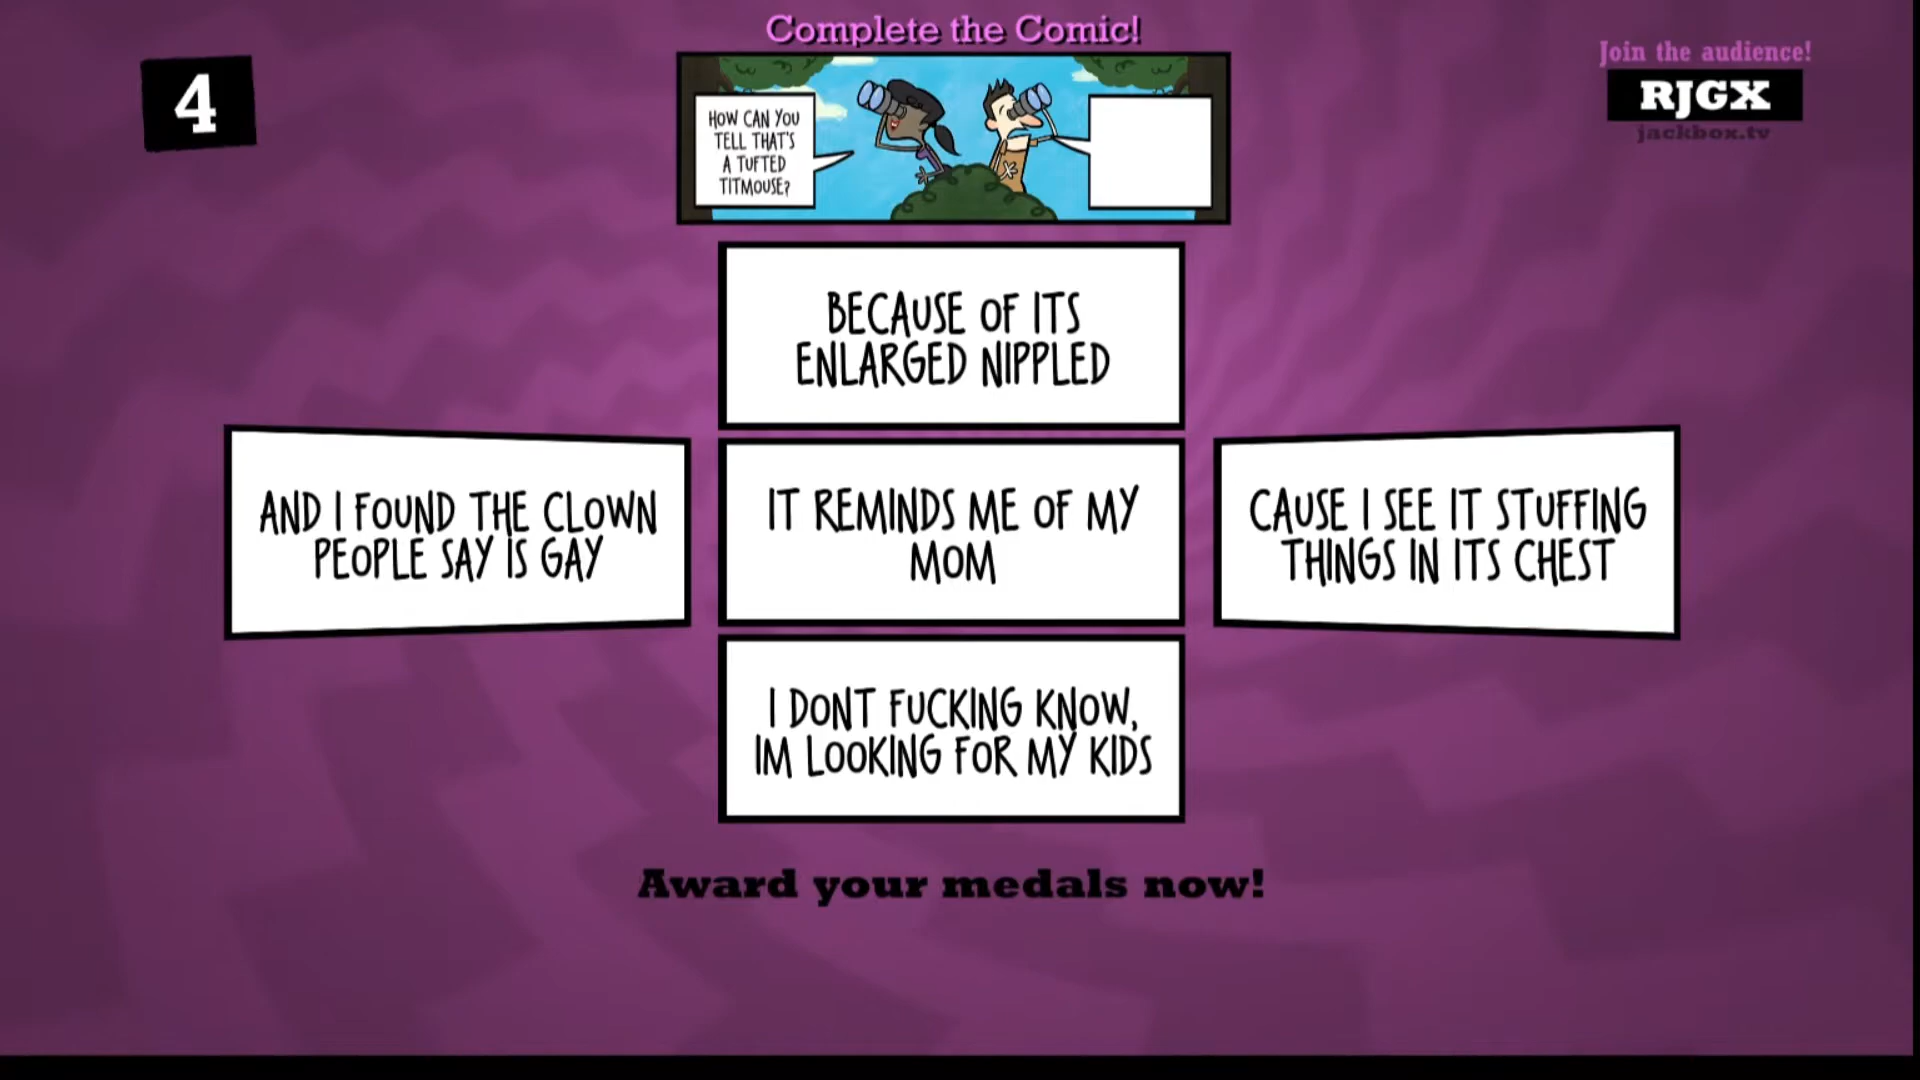 Complete the Comic!
4
Join the audience!
RJGX
jackbox.tv
HOW CAN YOU
TELL THAT'S
A TUFTED
TITMOUSE?
BECAUSE OF ITS
ENLARGED NIPPLED
AND I FOUND THE CLOWN
PEOPLE SAY IS GAY
IT REMINDS ME OF MY
MOM
CAUSE I SEE IT STUFFING
THINGS IN ITS CHEST
I DONT FUCKING KNOW,
IM LOOKING FOR MY KIDS
Award your medals now!